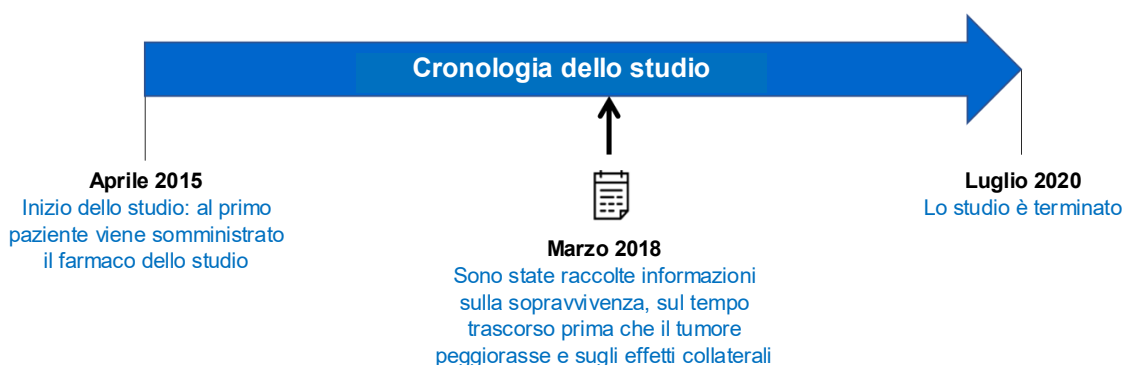 Cronologia dello studio
Aprile 2015
Inizio dello studio: al primo
paziente viene somministrato
il farmaco dello studio
Marzo 2018
Sono state raccolte informazioni
sulla sopravvivenza, sul tempo
trascorso prima che il tumore
peggiorasse e sugli effetti collaterali
Luglio 2020
Lo studio è terminato